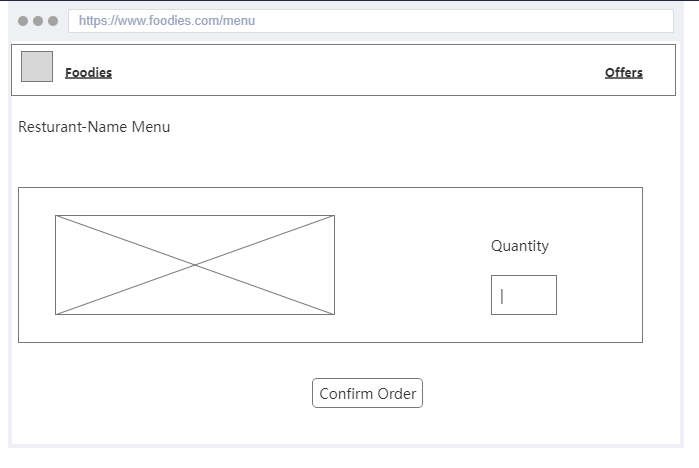 https://www.foodies.com/menu
Foodies Offers
Resturant-Name Menu
Quantity
Confirm Order